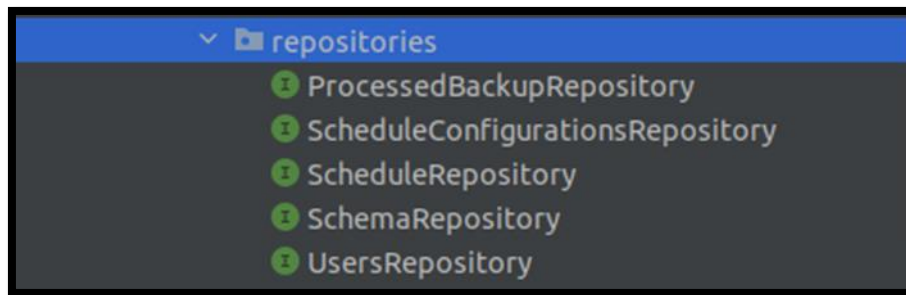 repositories
ProcessedBackupRepository
ScheduleConfigurationsRepository
ScheduleRepository
SchemaRepository
UsersRepository